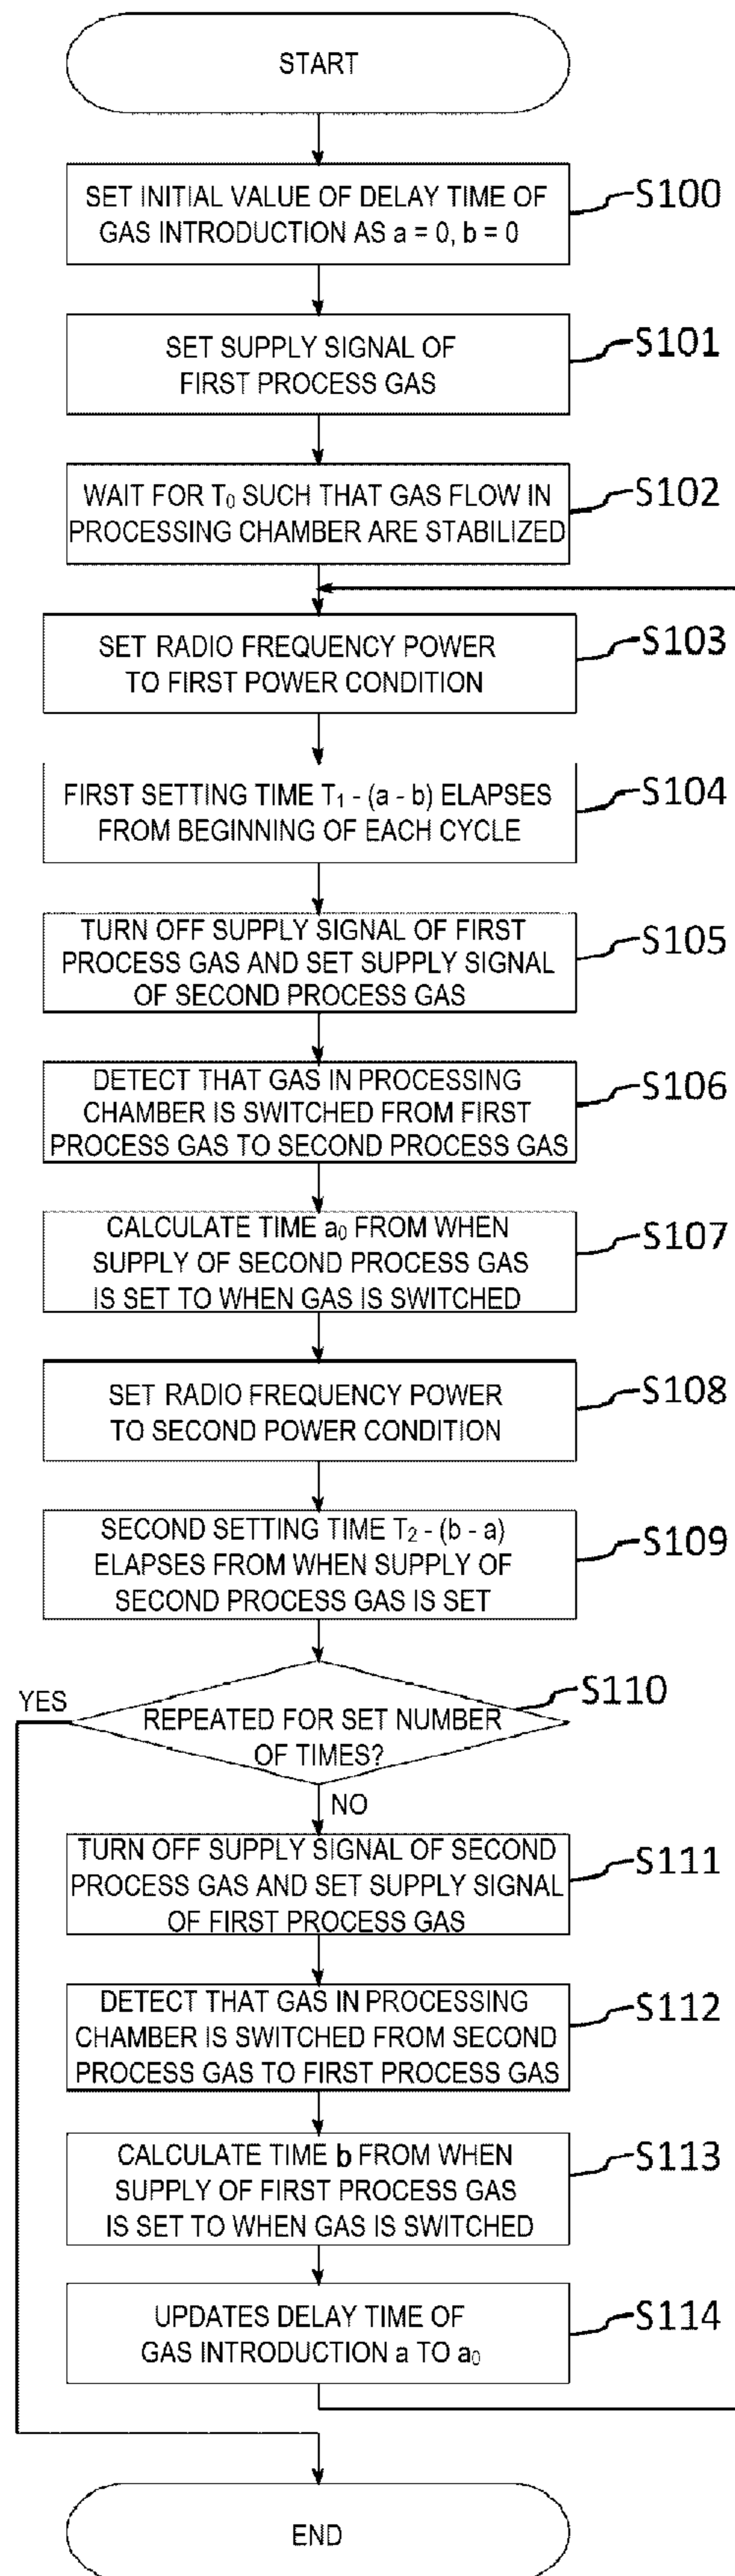 START
SET INITIAL VALUE OF DELAY TIME OF
GAS INTRODUCTION AS a = 0, b = 0
S100
SET SUPPLY SIGNAL OF
FIRST PROCESS GAS
S101
WAIT FOR T₀ SUCH THAT GAS FLOW IN
PROCESSING CHAMBER ARE STABILIZED
S102
SET RADIO FREQUENCY POWER
TO FIRST POWER CONDITION
S103
FIRST SETTING TIME T₁ - (a - b) ELAPSES
FROM BEGINNING OF EACH CYCLE
S104
TURN OFF SUPPLY SIGNAL OF FIRST
PROCESS GAS AND SET SUPPLY SIGNAL
OF SECOND PROCESS GAS
S105
DETECT THAT GAS IN PROCESSING
CHAMBER IS SWITCHED FROM FIRST
PROCESS GAS TO SECOND PROCESS GAS
S106
CALCULATE TIME a₀ FROM WHEN
SUPPLY OF SECOND PROCESS GAS
IS SET TO WHEN GAS IS SWITCHED
S107
SET RADIO FREQUENCY POWER
TO SECOND POWER CONDITION
S108
SECOND SETTING TIME T₂ - (b - a)
ELAPSES FROM WHEN SUPPLY OF
SECOND PROCESS GAS IS SET
S109
YES
REPEATED FOR SET NUMBER
OF TIMES?
S110
NO
TURN OFF SUPPLY SIGNAL OF SECOND
PROCESS GAS AND SET SUPPLY SIGNAL
OF FIRST PROCESS GAS
S111
DETECT THAT GAS IN PROCESSING
CHAMBER IS SWITCHED FROM SECOND
PROCESS GAS TO FIRST PROCESS GAS
S112
CALCULATE TIME b FROM WHEN
SUPPLY OF FIRST PROCESS GAS
IS SET TO WHEN GAS IS SWITCHED
S113
UPDATES DELAY TIME OF
GAS INTRODUCTION a TO a₀
S114
END